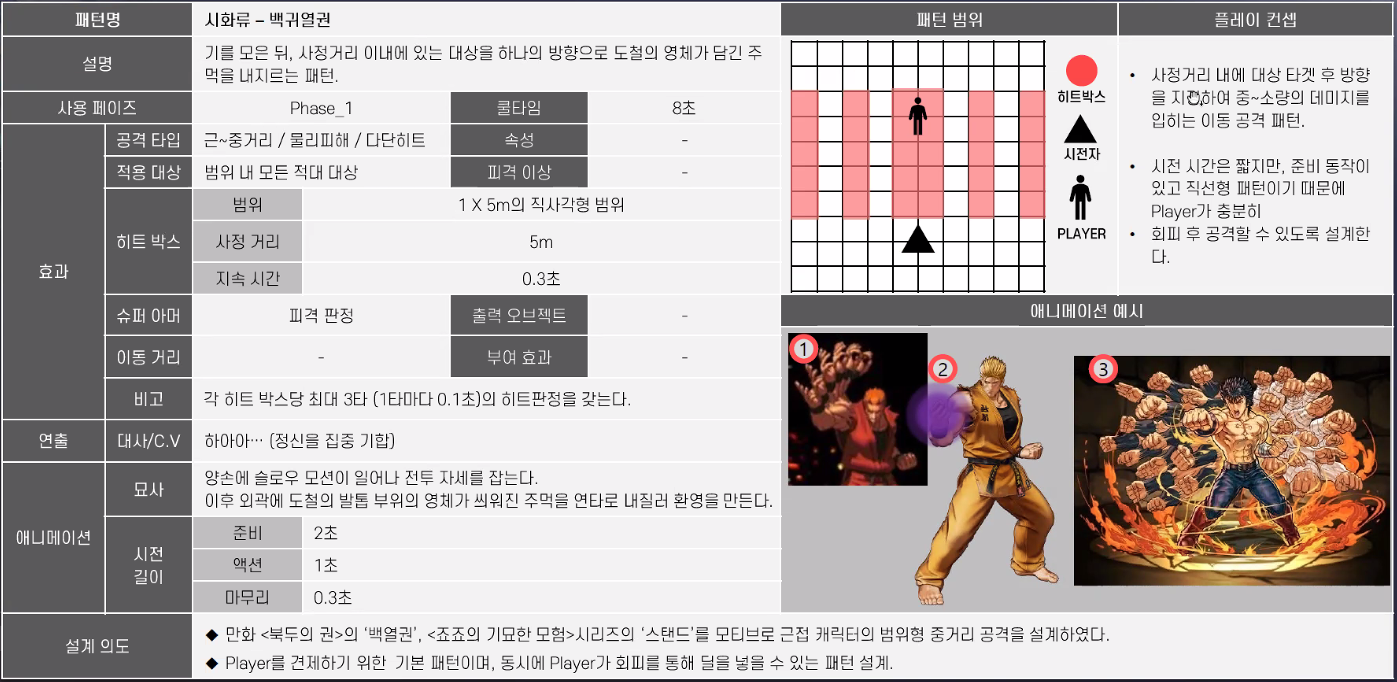 패턴명
시화류 – 백귀열권
패턴 범위
플레이 컨셉
설명
기를 모은 뒤, 사정거리 이내에 있는 대상을 하나의 방향으로 도철의 영체가 담긴 주
먹을 내지르는 패턴.
히트박스
시전자
PLAYER
• 사정거리 내에 대상 타겟 후 방향
을 지정하여 중~소량의 데미지를
입히는 이동 공격 패턴.
• 시전 시간은 짧지만, 준비 동작이
있고 직선형 패턴이기 때문에
Player가 충분히
• 회피 후 공격할 수 있도록 설계한
다.
사용 페이즈
Phase_1
쿨타임
8초
효과
공격 타입
근~중거리 / 물리피해 / 다단히트
속성
-
적용 대상
범위 내 모든 적대 대상
피격 이상
-
히트 박스
범위
1 X 5m의 직사각형 범위
사정 거리
5m
지속 시간
0.3초
슈퍼 아머
피격 판정
출력 오브젝트
-
이동 거리
-
부여 효과
-
비고
각 히트 박스당 최대 3타 (1타마다 0.1초)의 히트판정을 갖는다.
애니메이션 예시
1
2
3
연출
대사/C.V
하아아… (정신을 집중 기합)
애니메이션
묘사
양손에 슬로우 모션이 일어나 전투 자세를 잡는다.
이후 외곽에 도철의 발톱 부위의 영체가 씌워진 주먹을 연타로 내질러 환영을 만든다.
시전
길이
준비
2초
액션
1초
마무리
0.3초
설계 의도
◆ 만화 <북두의 권>의 ‘백열권’, <죠죠의 기묘한 모험>시리즈의 ‘스탠드’를 모티브로 근접 캐릭터의 범위형 중거리 공격을 설계하였다.
◆ Player를 견제하기 위한 기본 패턴이며, 동시에 Player가 회피를 통해 딜을 넣을 수 있는 패턴 설계.